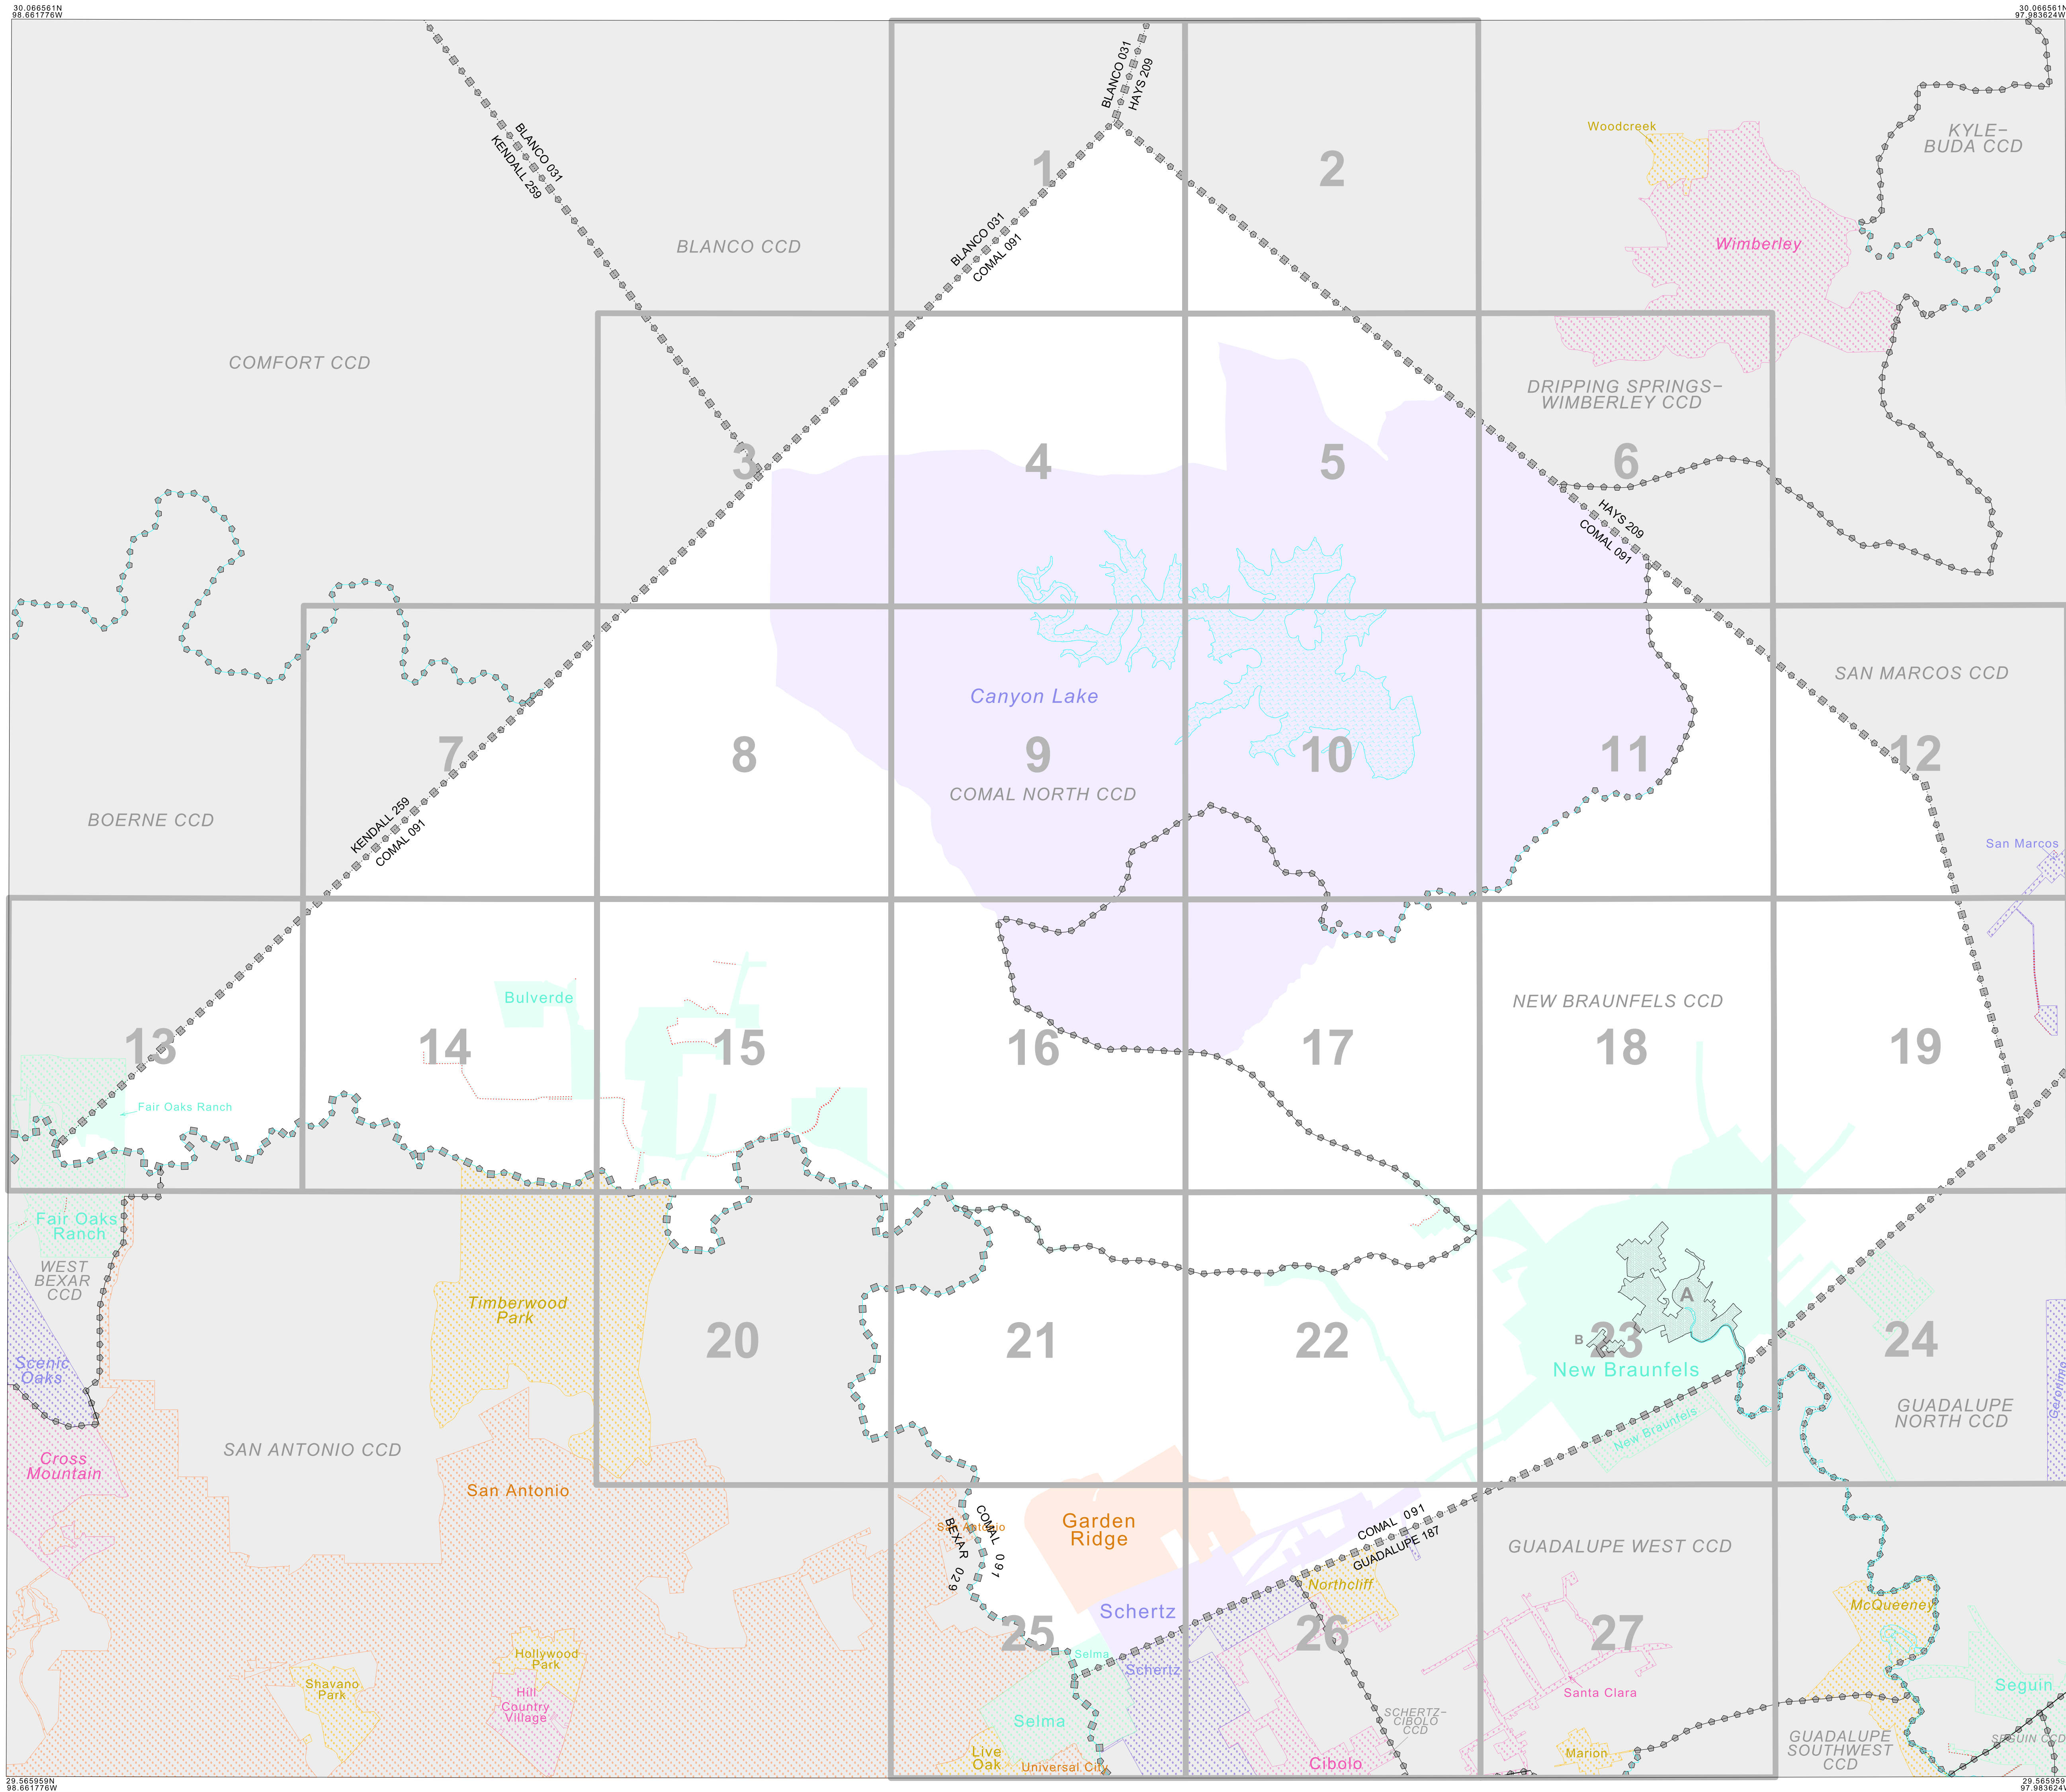 30.066561N
98.661776W
30.066561N
97.983624W
BLANCO 031
HAYS 209
1
2
Woodcreek
KYLE–
BUDA CCD
BLANCO 031
KENDALL 259
BLANCO CCD
BLANCO 031
COMAL 091
Wimberley
COMFORT CCD
DRIPPING SPRINGS–
WIMBERLEY CCD
3
4
5
6
HAYS 209
COMAL 091
SAN MARCOS CCD
Canyon Lake
7
8
9
10
11
12
COMAL NORTH CCD
BOERNE CCD
KENDALL 259
COMAL 091
San Marcos
Bulverde
NEW BRAUNFELS CCD
13
14
15
16
17
18
19
Fair Oaks Ranch
Fair Oaks
Ranch
WEST
BEXAR
CCD
Timberwood
Park
A
B
20
21
22
23
24
Scenic
Oaks
New Braunfels
Geronimo
GUADALUPE
NORTH CCD
New Braunfels
SAN ANTONIO CCD
Cross
Mountain
San Antonio
Garden
Ridge
San Antonio
COMAL 091
BEXAR 029
COMAL 091
GUADALUPE 187
GUADALUPE WEST CCD
Northcliff
McQueeney
Schertz
25
26
27
Hollywood
Park
Selma
Schertz
Shavano
Park
Hill
Country
Village
Santa Clara
Seguin
Selma
SCHERTZ–
CIBOLO
CCD
GUADALUPE
SOUTHWEST
CCD
SEGUIN CCD
Live
Oak
Universal City
Cibolo
Marion
29.565959N
98.661776W
29.565959N
97.983624W